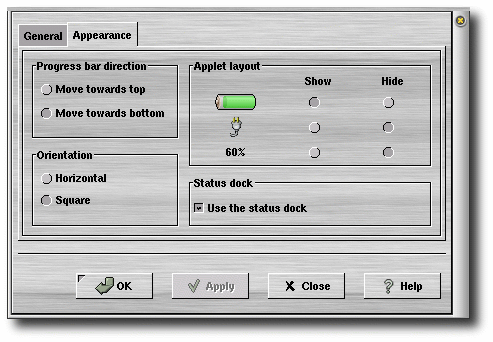 General
Appearance
Progress bar direction
Move towards top
Move towards bottom
Orientation
Horizontal
Square
Applet layout
Show Hide
60%
Status dock
Use the status dock
OK Apply Close Help